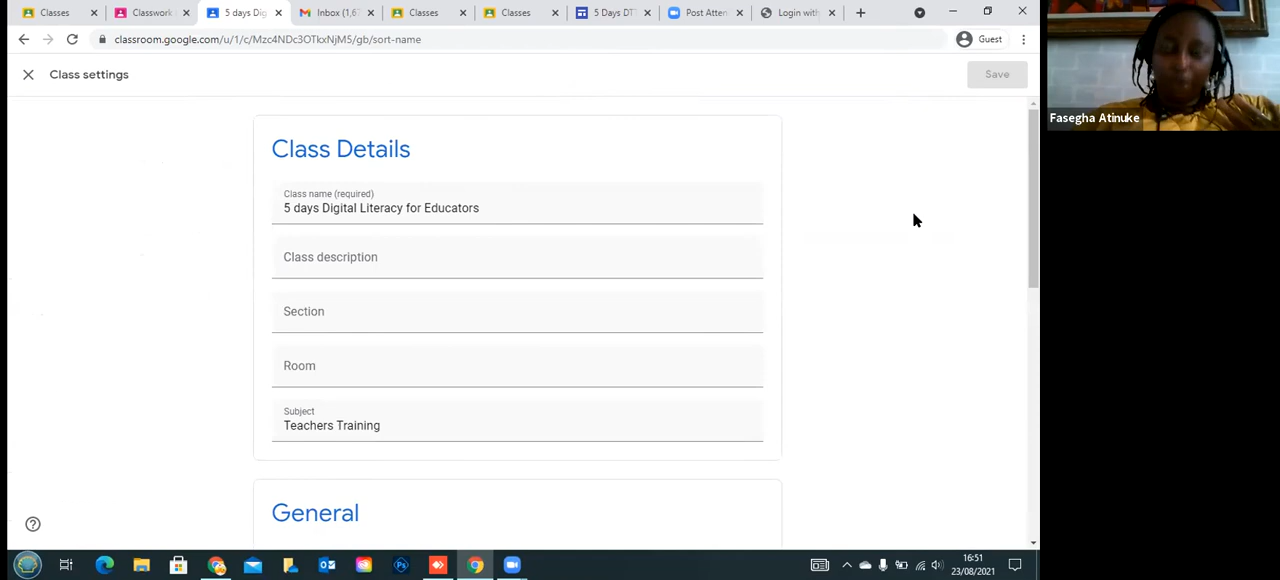 Classes
Classwork
5 days Dig
Inbox (1,6
Classes
Classes
5 Days DT
Post Atten
Login with
classroom.google.com/u/1/c/Mzc4NDc3OTkxNjM5/gb/sort-name
Guest
Class settings
Save
Fasegha Atinuke
Class Details
Class name (required)
5 days Digital Literacy for Educators
Class description
Section
Room
Subject
Teachers Training
General
16:51
23/08/2021